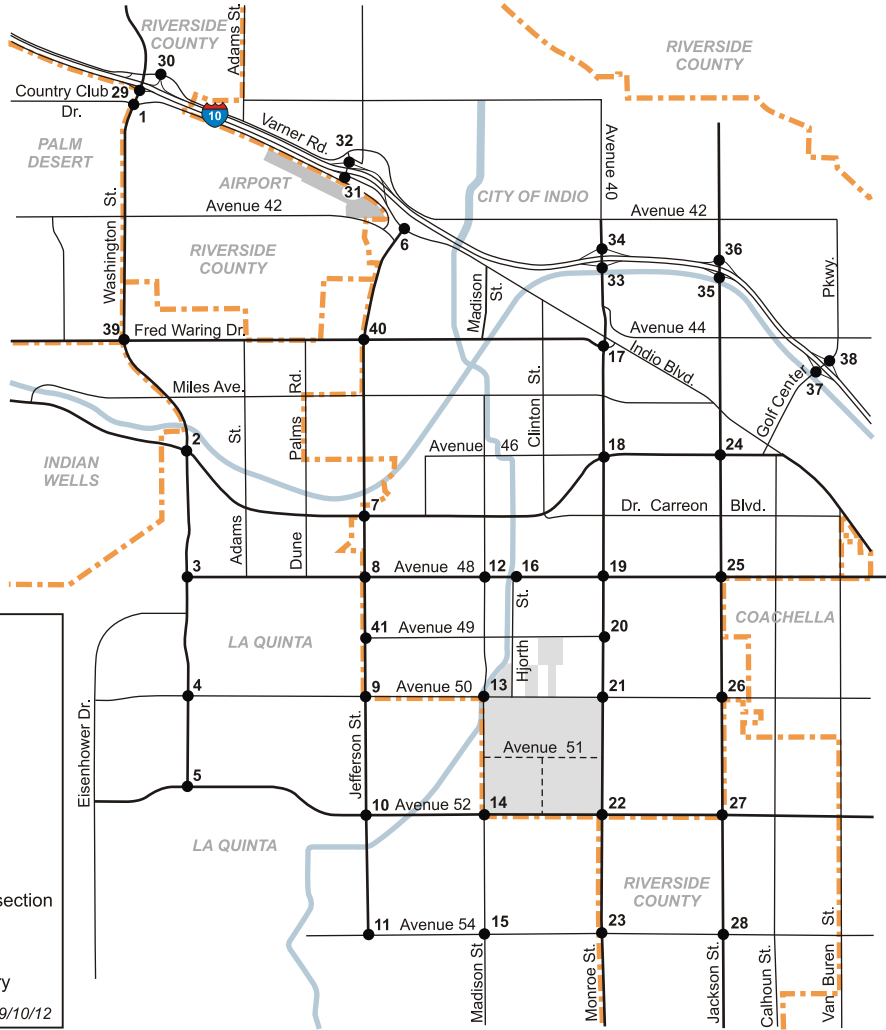 RIVERSIDE
COUNTY
Adams St.
RIVERSIDE
COUNTY
30
Country Club
Dr.
29
1
10
Varner Rd.
32
31
Avenue 40
PALM
DESERT
AIRPORT
CITY OF INDIO
Washington St.
Avenue 42
Avenue 42
6
RIVERSIDE
COUNTY
34
33
36
35
Madison
St.
Pkwy.
39
Fred Waring Dr.
40
Avenue 44
17
Indio Blvd.
38
37
Golf Center
Miles Ave.
Adams St.
Dune Palms Rd.
Clinton St.
2
Avenue 46
18
24
INDIAN
WELLS
7
Dr. Carreon Blvd.
3
8
Avenue 48
12
16
19
25
Hjorth St.
COACHELLA
LA QUINTA
41
Avenue 49
20
4
9
Avenue 50
13
21
26
Eisenhower Dr.
Jefferson St.
Avenue 51
5
10
Avenue 52
14
22
27
LA QUINTA
RIVERSIDE
COUNTY
section
11
Avenue 54
15
23
28
Madison St
Monroe St.
Jackson St.
Calhoun St.
Van Buren St.
ry
9/10/12